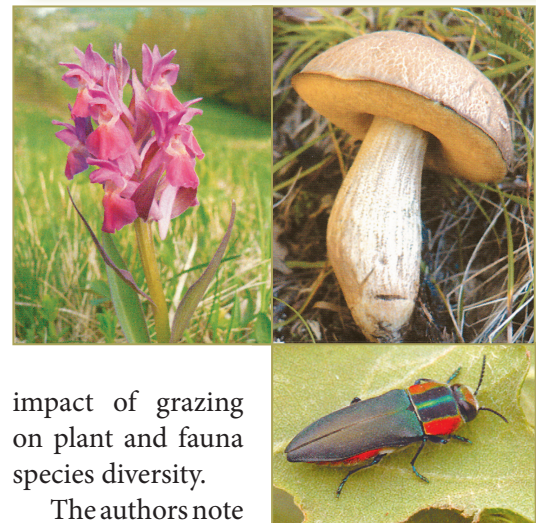 impact of grazing
on plant and fauna
species diversity.
The authors note